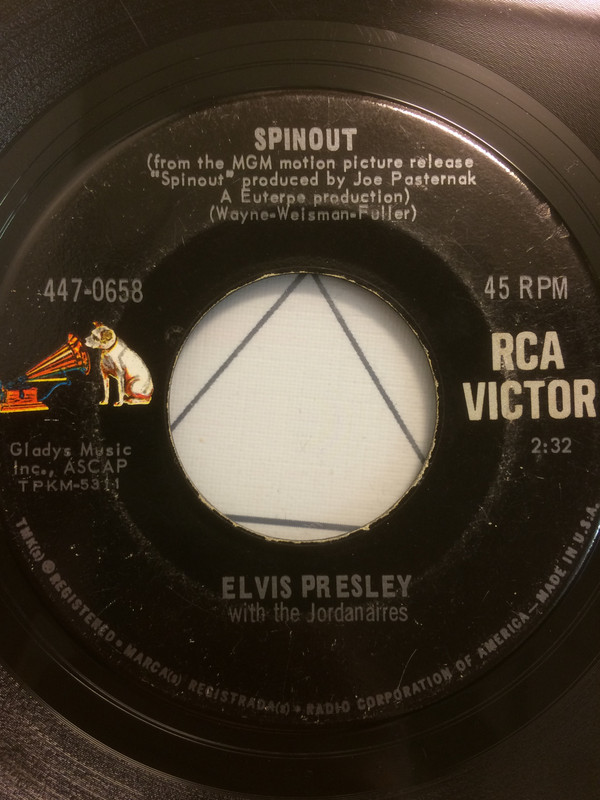 SPINOUT
(from the MGM motion picture release
"Spinout" produced by Joe Pasternak
A Euterpe production)
(Wayne-Weisman-Fuller)
447-0658
45 RPM
RCA
VICTOR
Gladys Music
Inc., ASCAP
TPKM-5311
2:32
ELVIS PRESLEY
with the Jordanaires
TMK(s) ® REGISTERED • MARCA(s) REGISTRADA(s) • RADIO CORPORATION OF AMERICA—MADE IN U.S.A.